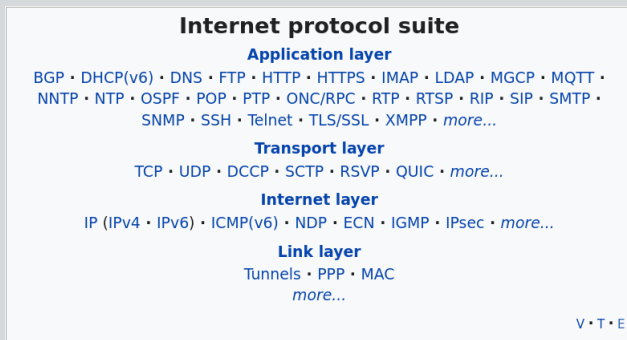 Internet protocol suite
Application layer
BGP · DHCP(v6) · DNS · FTP · HTTP · HTTPS · IMAP · LDAP · MGCP · MQTT ·
NNTP · NTP · OSPF · POP · PTP · ONC/RPC · RTP · RTSP · RIP · SIP · SMTP ·
SNMP · SSH · Telnet · TLS/SSL · XMPP · more...
Transport layer
TCP · UDP · DCCP · SCTP · RSVP · QUIC · more...
Internet layer
IP (IPv4 · IPv6) · ICMP(v6) · NDP · ECN · IGMP · IPsec · more...
Link layer
Tunnels · PPP · MAC
more...
V · T · E